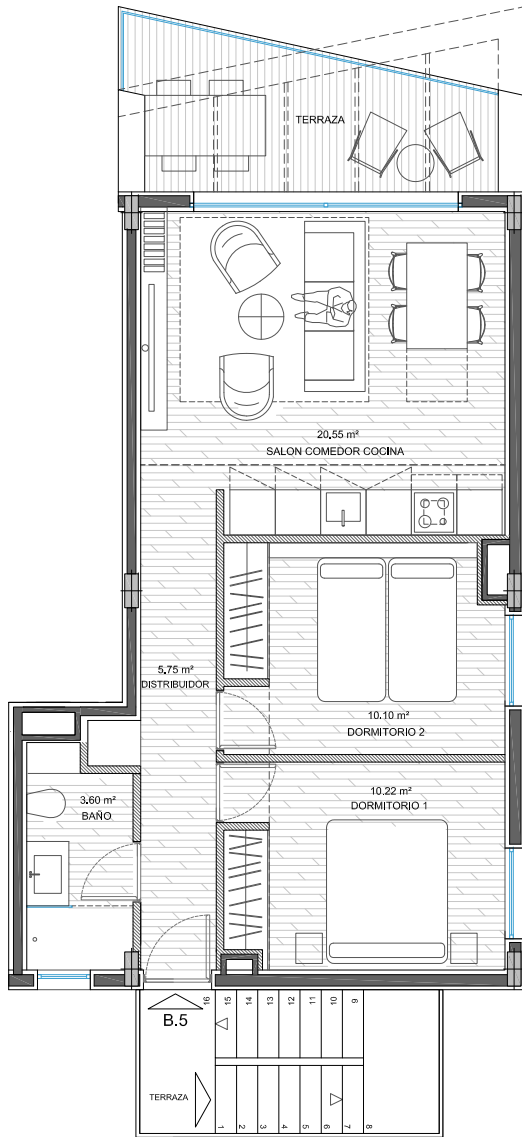 TERRAZA
20.55 m²
SALON COMEDOR COCINA
5.75 m²
DISTRIBUIDOR
10.10 m²
DORMITORIO 2
3.60 m²
BAÑO
10.22 m²
DORMITORIO 1
B.5
16 15 14 13 12 11 10 9
TERRAZA
1 2 3 4 5 6 7 8